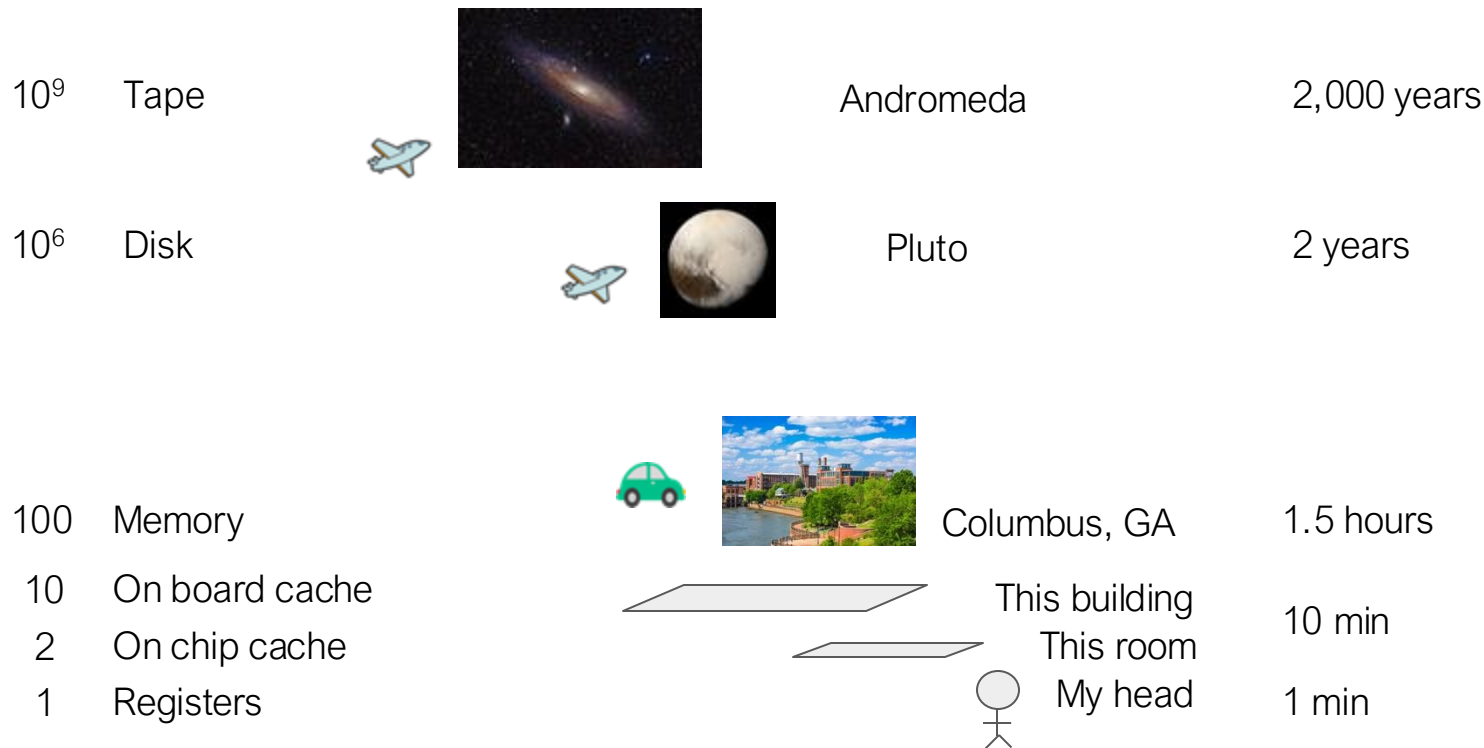 10⁹ Tape Andromeda 2,000 years
10⁶ Disk Pluto 2 years
100 Memory Columbus, GA 1.5 hours
10 On board cache This building 10 min
2 On chip cache This room
1 Registers My head 1 min